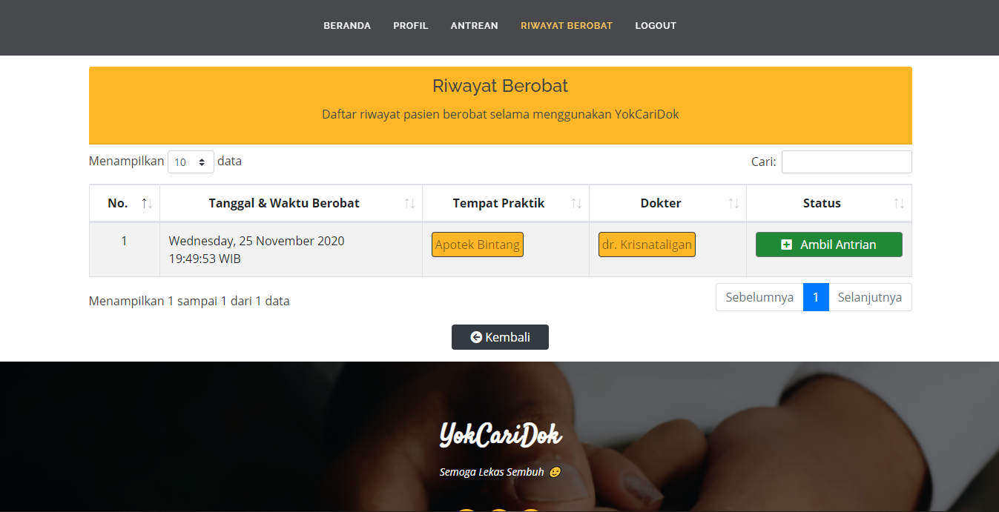 BERANDA PROFIL ANTREAN RIWAYAT BEROBAT LOGOUT
Riwayat Berobat
Daftar riwayat pasien berobat selama menggunakan YokCariDok
Menampilkan 10 data Cari:
No. Tanggal & Waktu Berobat Tempat Praktik Dokter Status
1 Wednesday, 25 November 2020 Apotek Bintang dr. Krisnataligan Ambil Antrian
19:49:53 WIB
Menampilkan 1 sampai 1 dari 1 data Sebelumnya 1 Selanjutnya
Kembali
YokCariDok
Semoga Lekas Sembuh 😉